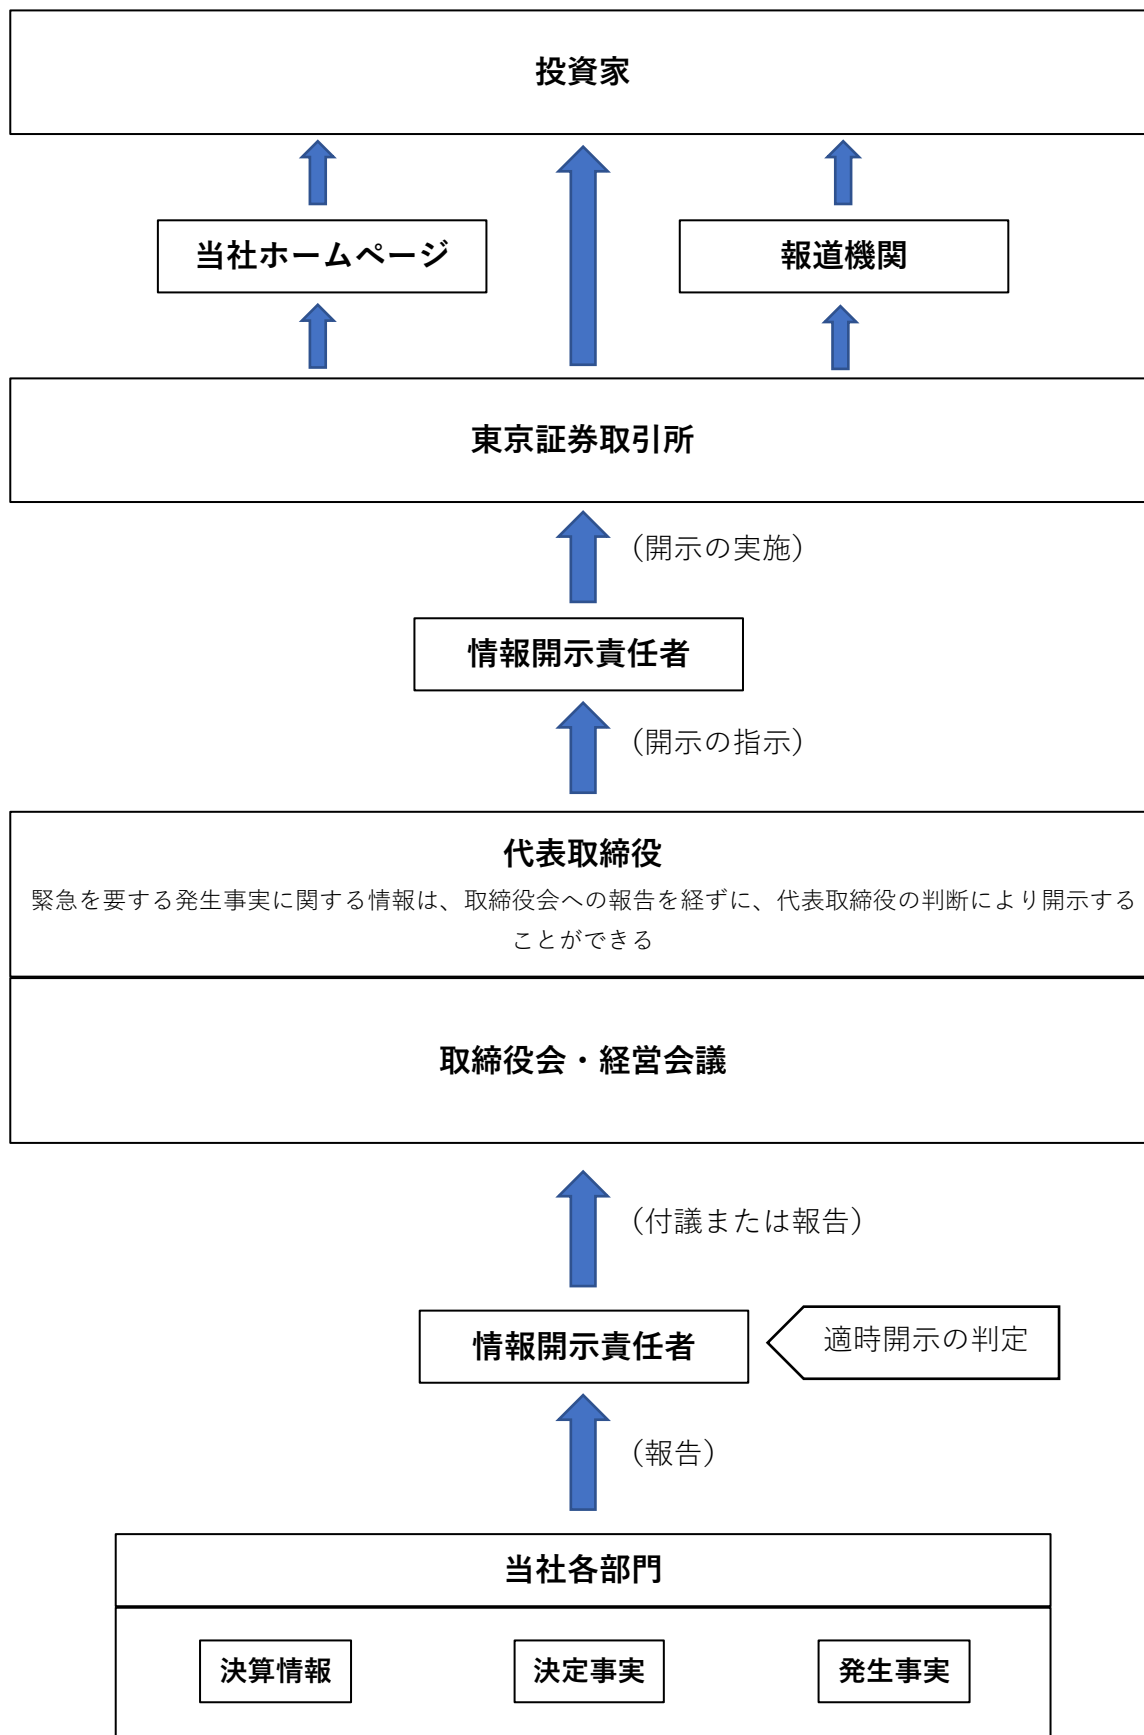 投資家
当社ホームページ
報道機関
東京証券取引所
（開示の実施）
情報開示責任者
（開示の指示）
代表取締役
緊急を要する発生事実に関する情報は、取締役会への報告を経ずに、代表取締役の判断により開示する
ことができる
取締役会・経営会議
（付議または報告）
情報開示責任者
適時開示の判定
（報告）
当社各部門
決算情報
決定事実
発生事実